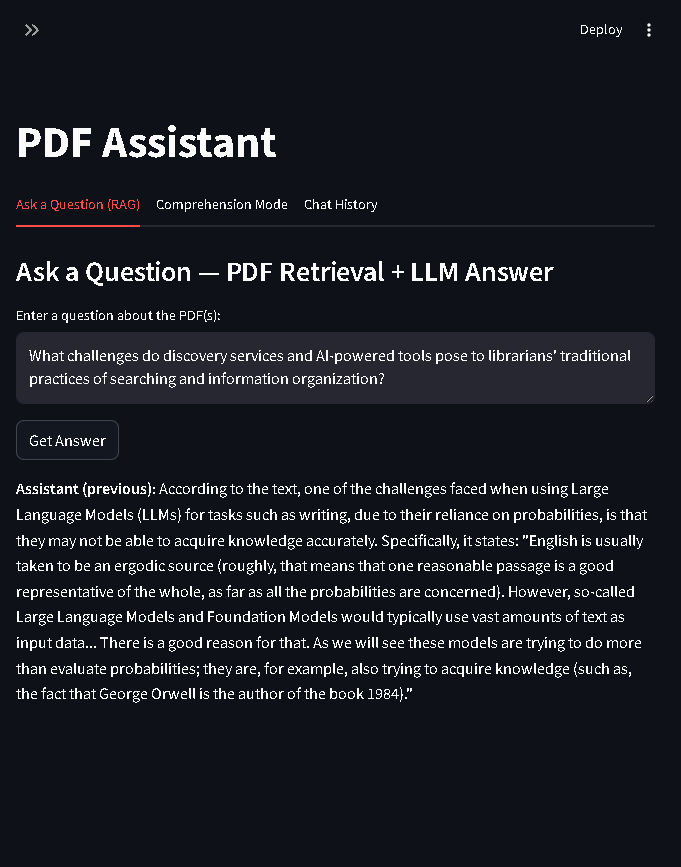 Deploy
PDF Assistant
Ask a Question (RAG) Comprehension Mode Chat History
Ask a Question — PDF Retrieval + LLM Answer
Enter a question about the PDF(s):
What challenges do discovery services and AI-powered tools pose to librarians' traditional
practices of searching and information organization?
Get Answer
Assistant (previous): According to the text, one of the challenges faced when using Large
Language Models (LLMs) for tasks such as writing, due to their reliance on probabilities, is that
they may not be able to acquire knowledge accurately. Specifically, it states: "English is usually
taken to be an ergodic source (roughly, that means that one reasonable passage is a good
representative of the whole, as far as all the probabilities are concerned). However, so-called
Large Language Models and Foundation Models would typically use vast amounts of text as
input data... There is a good reason for that. As we will see these models are trying to do more
than evaluate probabilities; they are, for example, also trying to acquire knowledge (such as,
the fact that George Orwell is the author of the book 1984)."